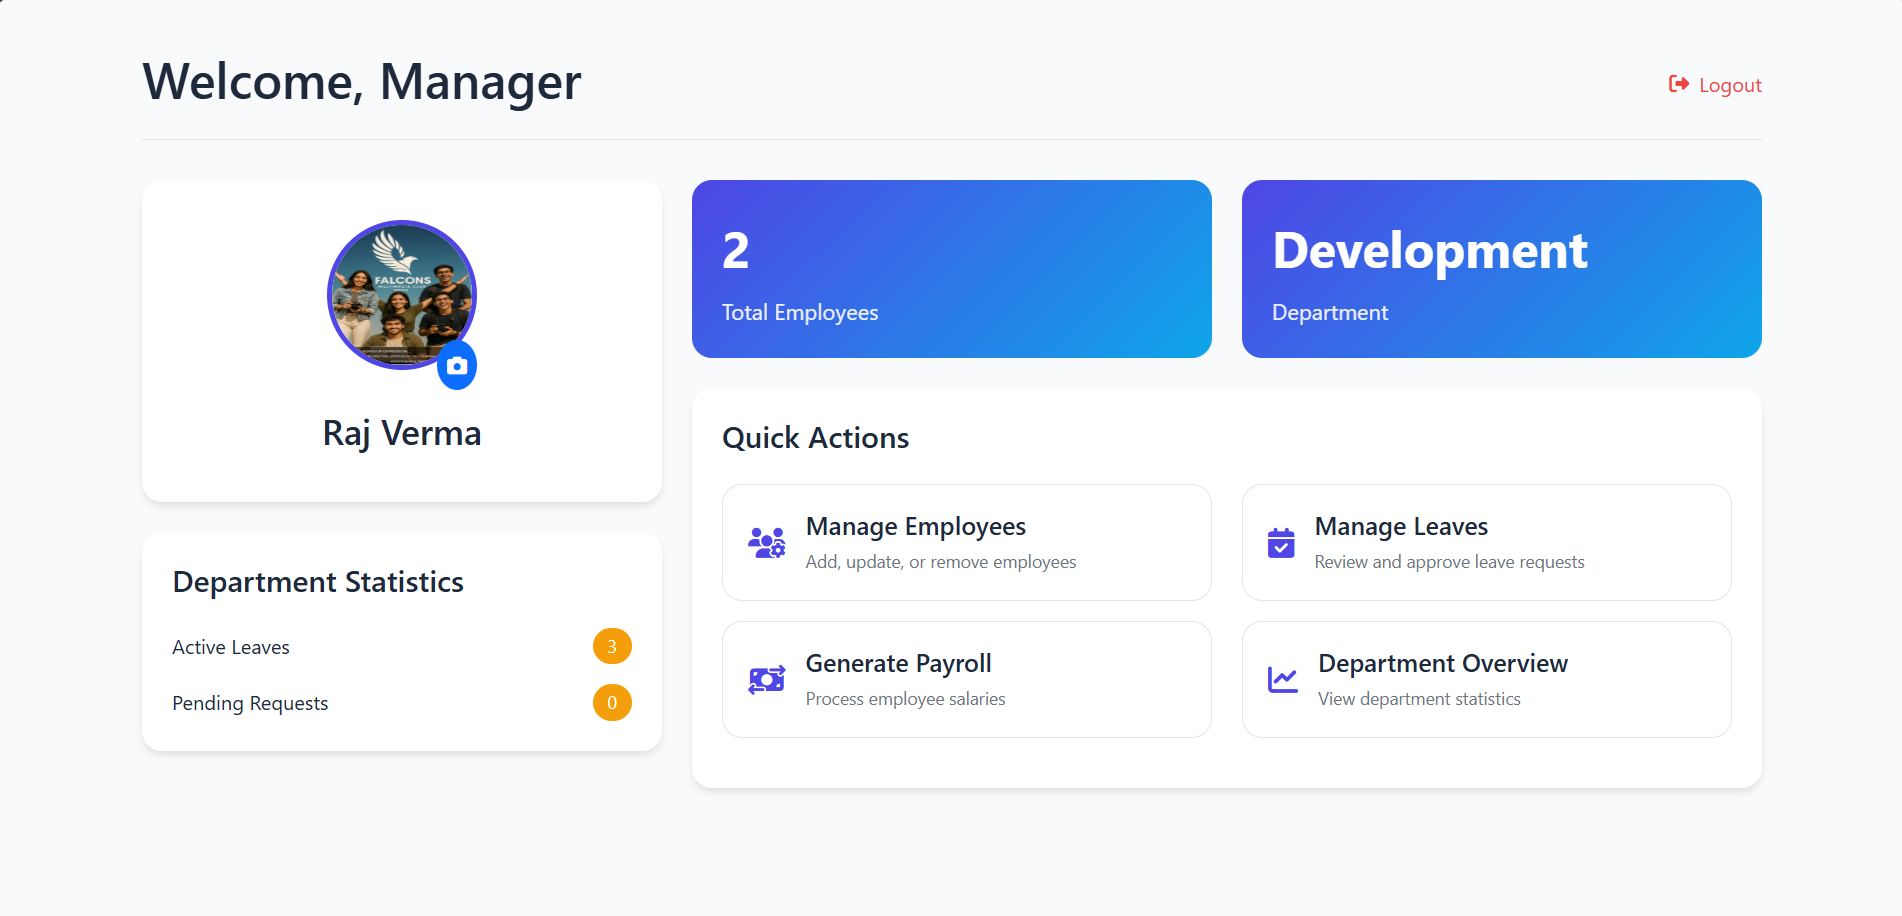 Welcome, Manager
Logout
FALCONS
Raj Verma
Department Statistics
Active Leaves 3
Pending Requests 0
2
Total Employees
Development
Department
Quick Actions
Manage Employees
Add, update, or remove employees
Manage Leaves
Review and approve leave requests
Generate Payroll
Process employee salaries
Department Overview
View department statistics